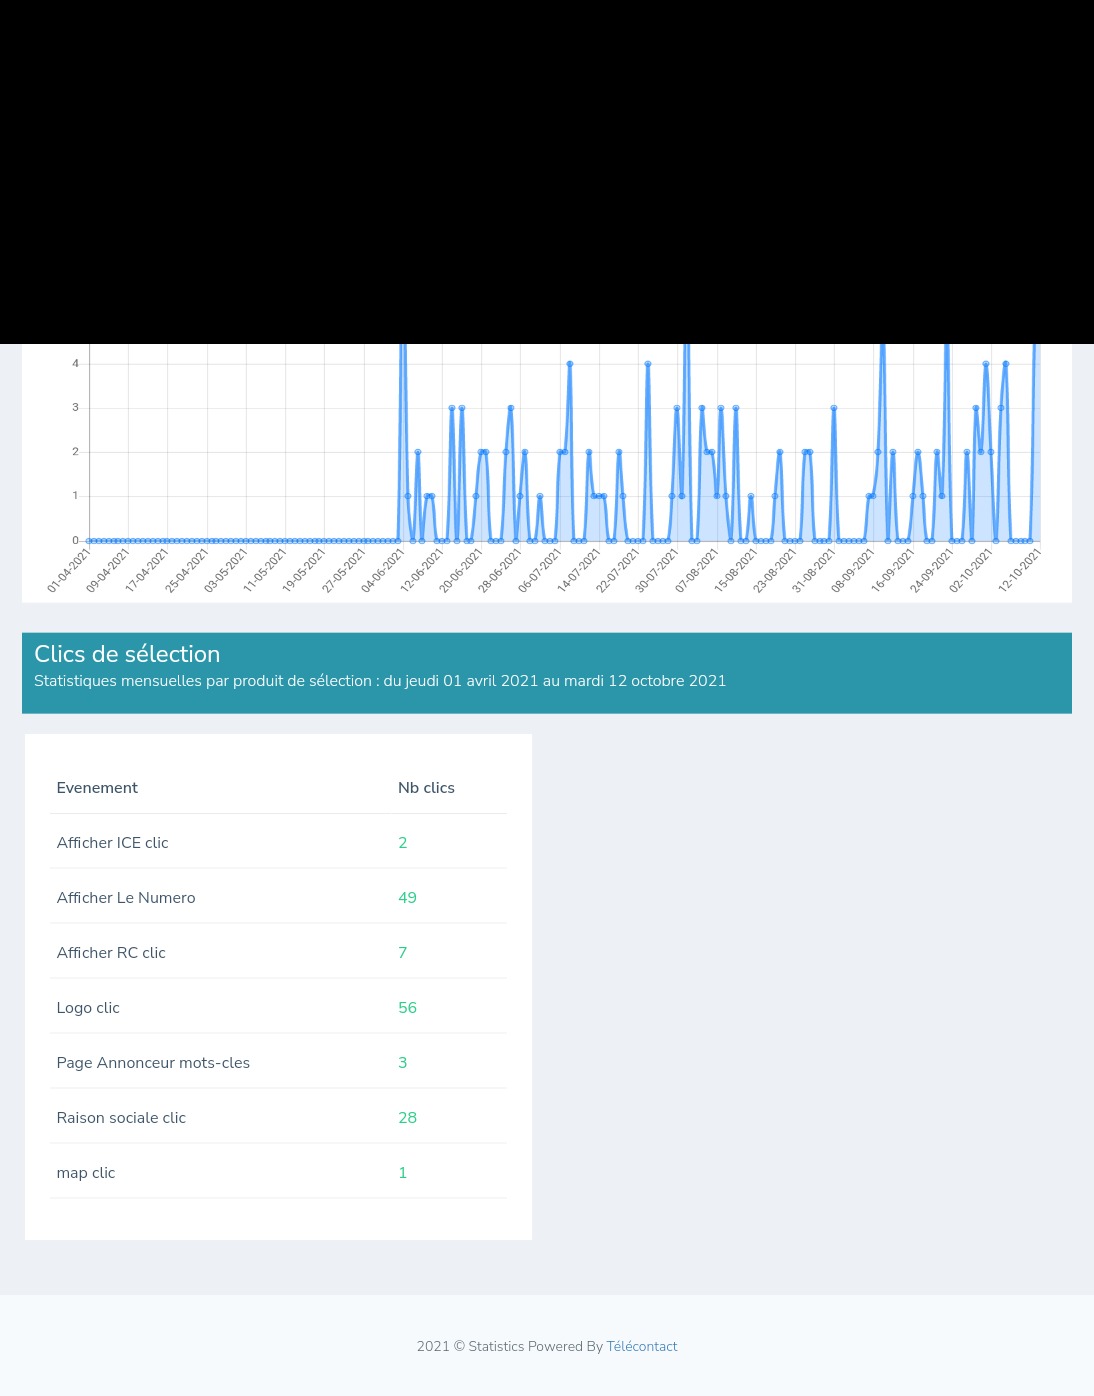 4
3
2
1
0
01-04-2021 09-04-2021 17-04-2021 25-04-2021 03-05-2021 11-05-2021 19-05-2021 27-05-2021 04-06-2021 12-06-2021 20-06-2021 28-06-2021 06-07-2021 14-07-2021 22-07-2021 30-07-2021 07-08-2021 15-08-2021 23-08-2021 31-08-2021 08-09-2021 16-09-2021 24-09-2021 02-10-2021 12-10-2021
Clics de sélection
Statistiques mensuelles par produit de sélection : du jeudi 01 avril 2021 au mardi 12 octobre 2021
Evenement Nb clics
Afficher ICE clic 2
Afficher Le Numero 49
Afficher RC clic 7
Logo clic 56
Page Annonceur mots-cles 3
Raison sociale clic 28
map clic 1
2021 © Statistics Powered By Télécontact